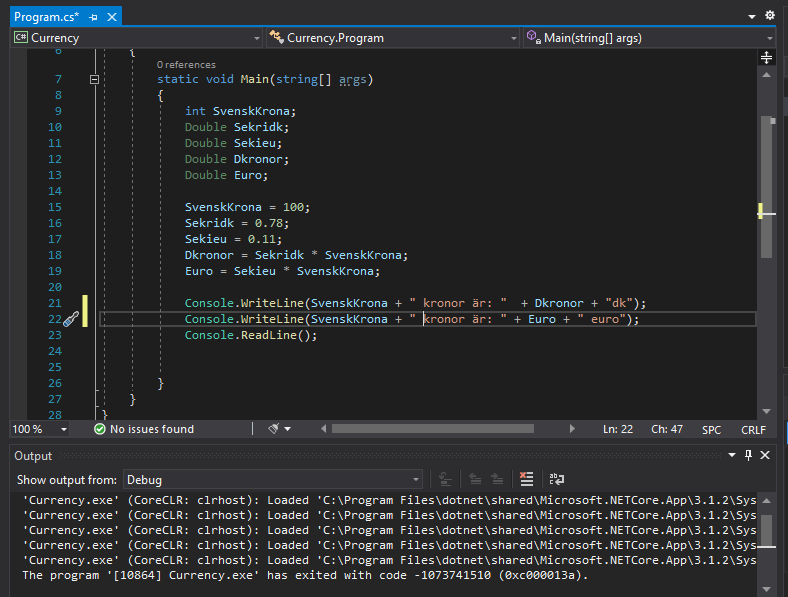 Program.cs*
C# Currency Currency.Program Main(string[] args)
6 {
0 references
7 static void Main(string[] args)
8 {
9 int SvenskKrona;
10 Double Sekridk;
11 Double Sekieu;
12 Double Dkronor;
13 Double Euro;
14
15 SvenskKrona = 100;
16 Sekridk = 0.78;
17 Sekieu = 0.11;
18 Dkronor = Sekridk * SvenskKrona;
19 Euro = Sekieu * SvenskKrona;
20
21 Console.WriteLine(SvenskKrona + " kronor är: "  + Dkronor + "dk");
22 Console.WriteLine(SvenskKrona + " kronor är: " + Euro + " euro");
23 Console.ReadLine();
24
25
26 }
27 }
28 }
100 % No issues found Ln: 22 Ch: 47 SPC CRLF
Output
Show output from: Debug
'Currency.exe' (CoreCLR: clrhost): Loaded 'C:\Program Files\dotnet\shared\Microsoft.NETCore.App\3.1.2\Sys
'Currency.exe' (CoreCLR: clrhost): Loaded 'C:\Program Files\dotnet\shared\Microsoft.NETCore.App\3.1.2\Sys
'Currency.exe' (CoreCLR: clrhost): Loaded 'C:\Program Files\dotnet\shared\Microsoft.NETCore.App\3.1.2\Sys
'Currency.exe' (CoreCLR: clrhost): Loaded 'C:\Program Files\dotnet\shared\Microsoft.NETCore.App\3.1.2\Sys
'Currency.exe' (CoreCLR: clrhost): Loaded 'C:\Program Files\dotnet\shared\Microsoft.NETCore.App\3.1.2\Sys
The program '[10864] Currency.exe' has exited with code -1073741510 (0xc000013a).